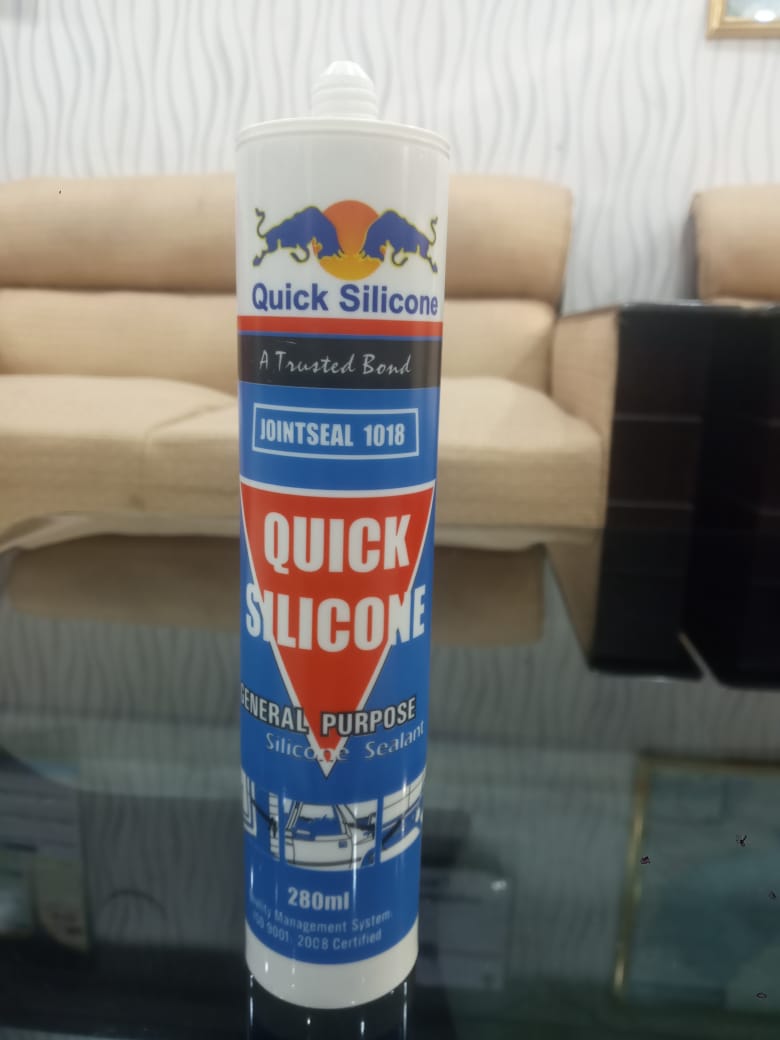 Quick Silicone
A Trusted Bond
JOINTSEAL 1018
QUICK
SILICONE
GENERAL PURPOSE
Silicone Sealant
280ml
Quality Management System
ISO 9001: 2008 Certified